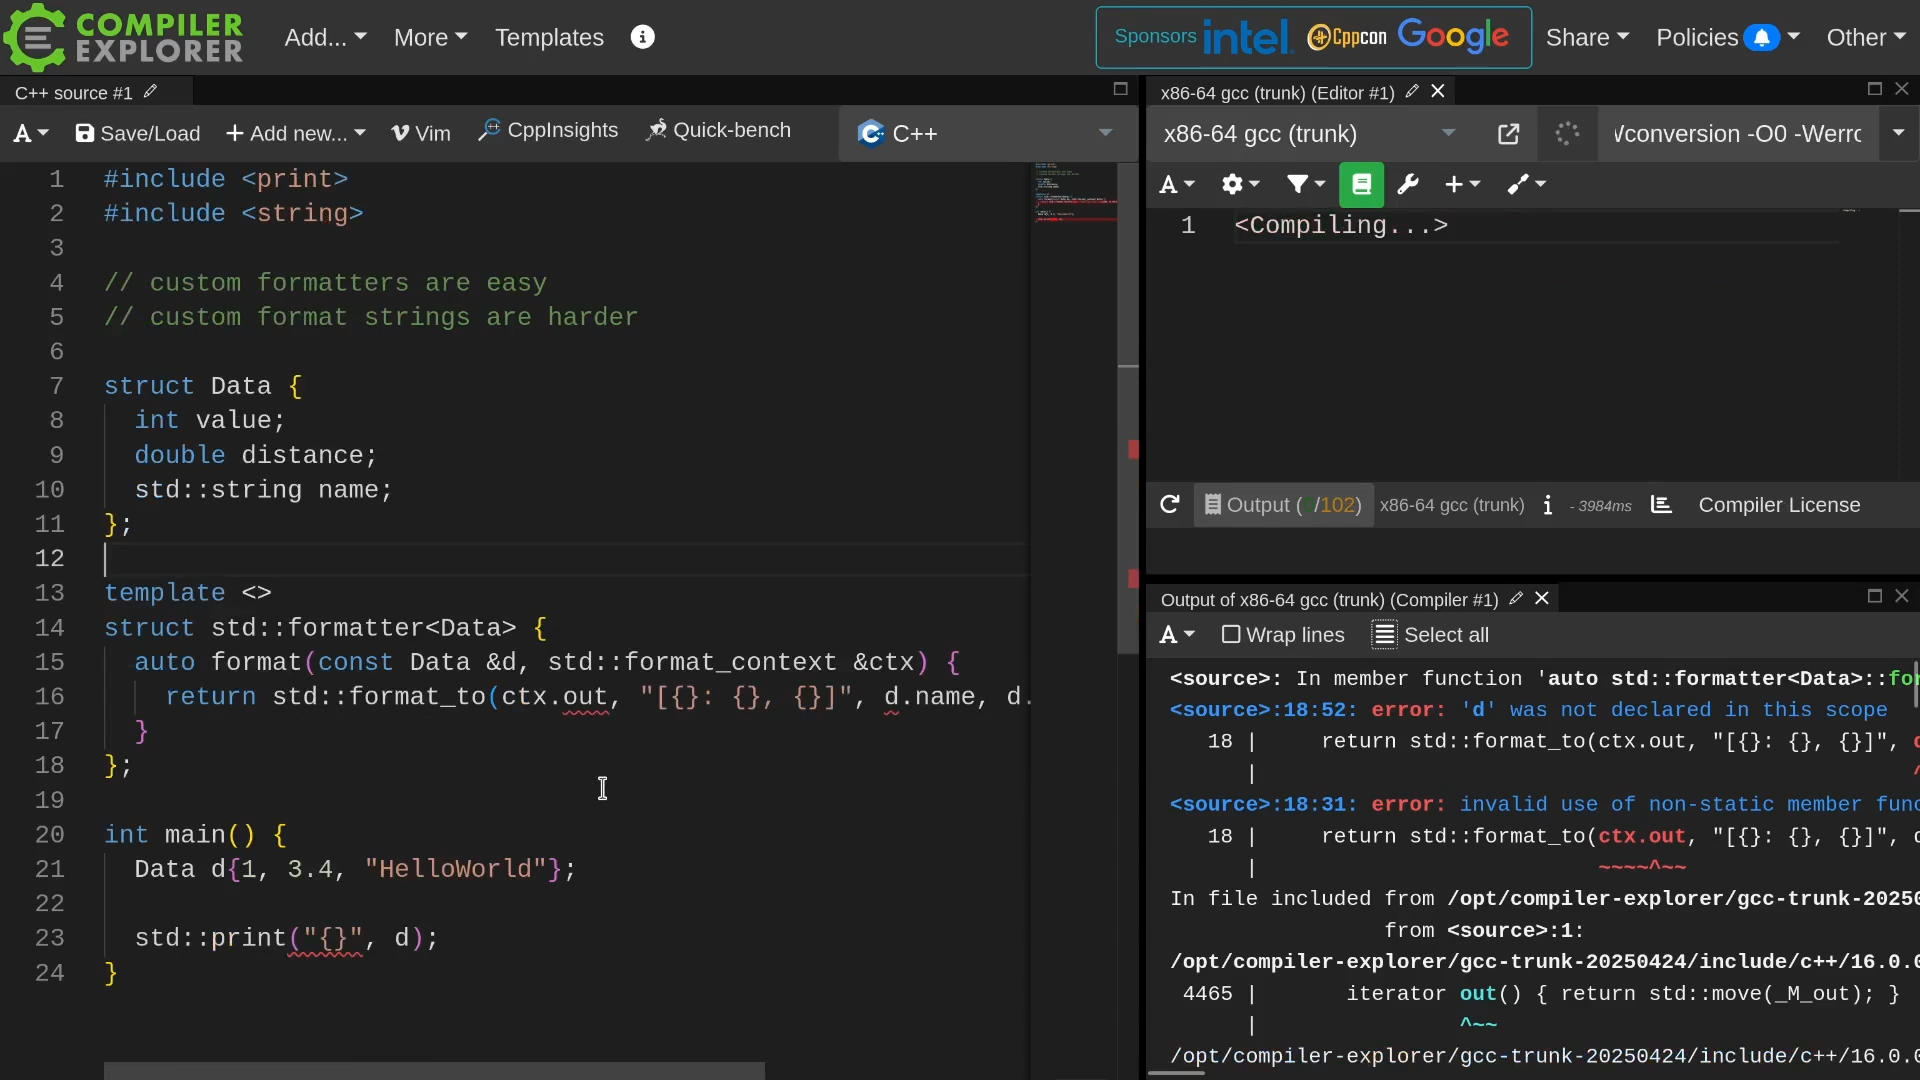 COMPILER
EXPLORER
Add...
More
Templates
Sponsors intel. Cppcon Google
Share
Policies
Other
C++ source #1
A
Save/Load
+ Add new...
Vim
CppInsights
Quick-bench
C++
1 #include <print>
2 #include <string>
3
4 // custom formatters are easy
5 // custom format strings are harder
6
7 struct Data {
8 int value;
9 double distance;
10 std::string name;
11 };
12
13 template <>
14 struct std::formatter<Data> {
15 auto format(const Data &d, std::format_context &ctx) {
16 return std::format_to(ctx.out, "[{}: {}, {}]", d.name, d.
17 }
18 };
19
20 int main() {
21 Data d{1, 3.4, "HelloWorld"};
22
23 std::print("{}", d);
24 }
x86-64 gcc (trunk) (Editor #1)
x86-64 gcc (trunk)
conversion -O0 -Werro
A
1 <Compiling...>
Output ( /102) x86-64 gcc (trunk) i - 3984ms Compiler License
Output of x86-64 gcc (trunk) (Compiler #1)
A Wrap lines Select all
<source>: In member function 'auto std::formatter<Data>::for
<source>:18:52: error: 'd' was not declared in this scope
18 | return std::format_to(ctx.out, "[{}: {}, {}]", d
| ^
<source>:18:31: error: invalid use of non-static member func
18 | return std::format_to(ctx.out, "[{}: {}, {}]", d
| ~~~~^~~
In file included from /opt/compiler-explorer/gcc-trunk-20250
from <source>:1:
/opt/compiler-explorer/gcc-trunk-20250424/include/c++/16.0.0
4465 | iterator out() { return std::move(_M_out); }
| ^~~
/opt/compiler-explorer/gcc-trunk-20250424/include/c++/16.0.0